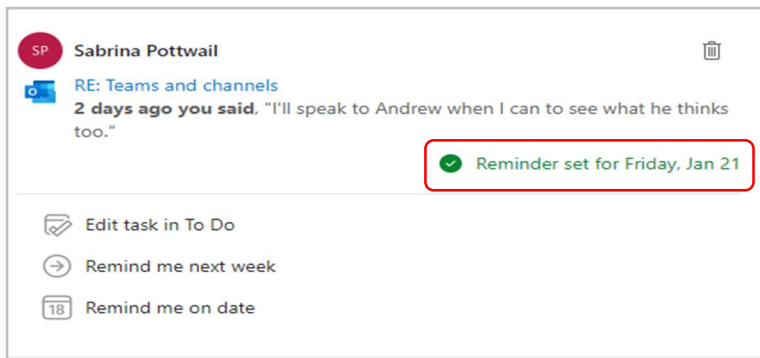 SP
Sabrina Pottwail
RE: Teams and channels
2 days ago you said, "I'll speak to Andrew when I can to see what he thinks
too."
Reminder set for Friday, Jan 21
Edit task in To Do
Remind me next week
18
Remind me on date